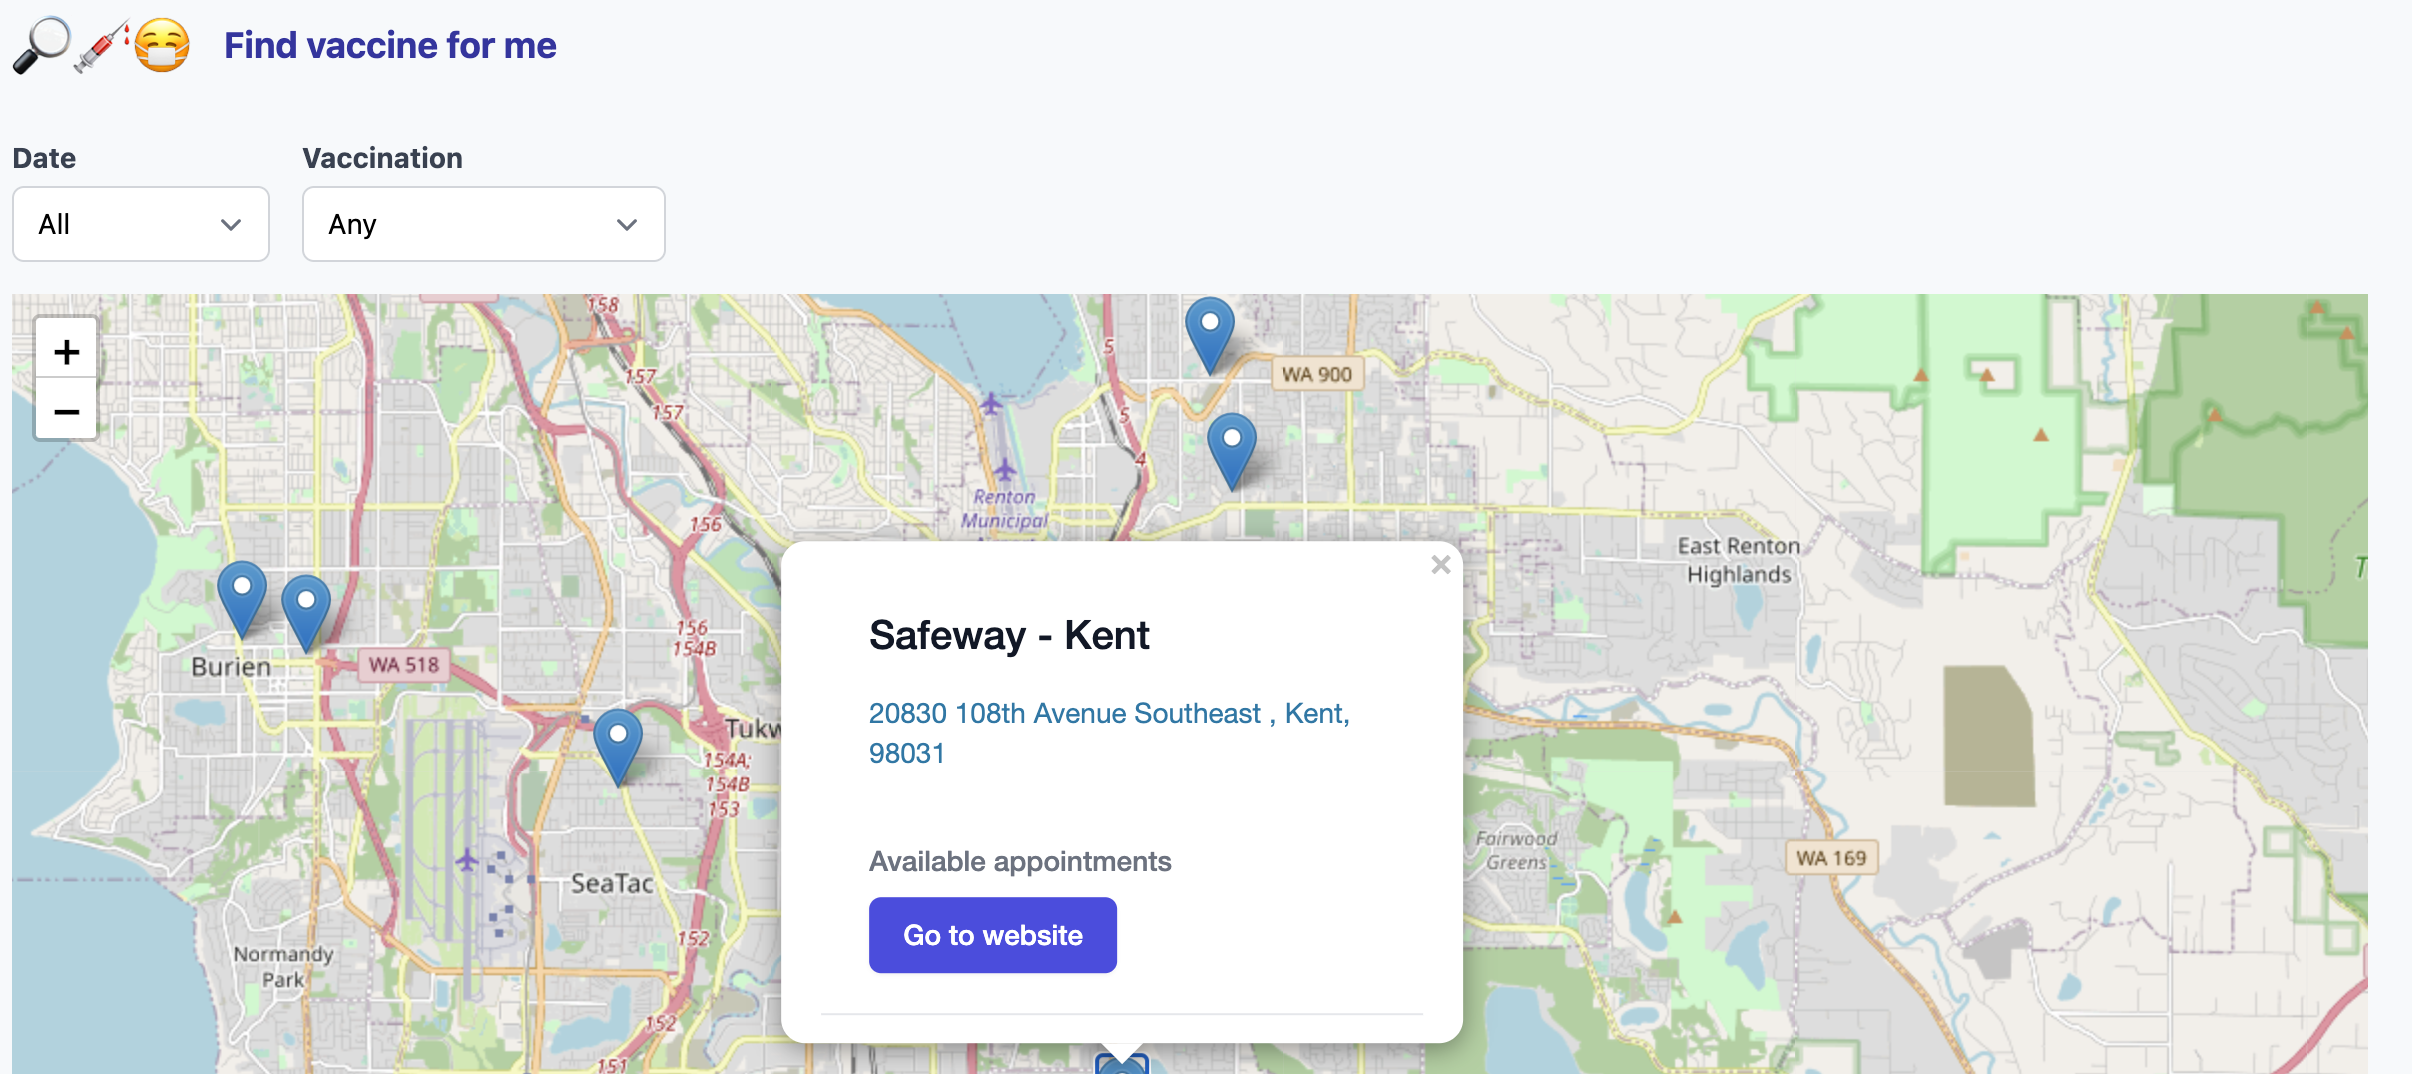 Find vaccine for me
Date
Vaccination
All
Any
+
−
158
157
157
156
156
154B
154A;
154B
153
152
152
151
5
5
4
WA 900
Renton
Municipal
East Renton
Highlands
Burien
WA 518
Tukw
SeaTac
Normandy
Park
Fairwood
Greens
WA 169
T
×
Safeway - Kent
20830 108th Avenue Southeast , Kent,
98031
Available appointments
Go to website